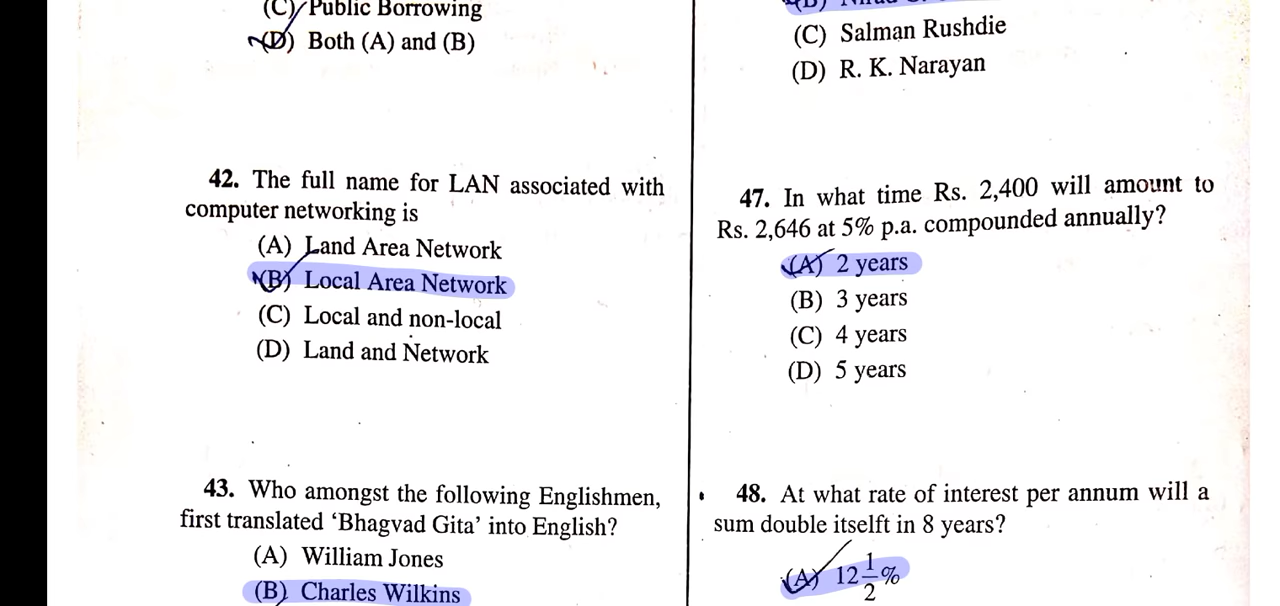 (C) Public Borrowing
(D) Both (A) and (B)
42. The full name for LAN associated with
computer networking is
(A) Land Area Network
(B) Local Area Network
(C) Local and non-local
(D) Land and Network
43. Who amongst the following Englishmen,
first translated ‘Bhagvad Gita’ into English?
(A) William Jones
(B) Charles Wilkins
(C) Salman Rushdie
(D) R. K. Narayan
47. In what time Rs. 2,400 will amount to
Rs. 2,646 at 5% p.a. compounded annually?
(A) 2 years
(B) 3 years
(C) 4 years
(D) 5 years
48. At what rate of interest per annum will a
sum double itselft in 8 years?
(A) 12 1/2 %